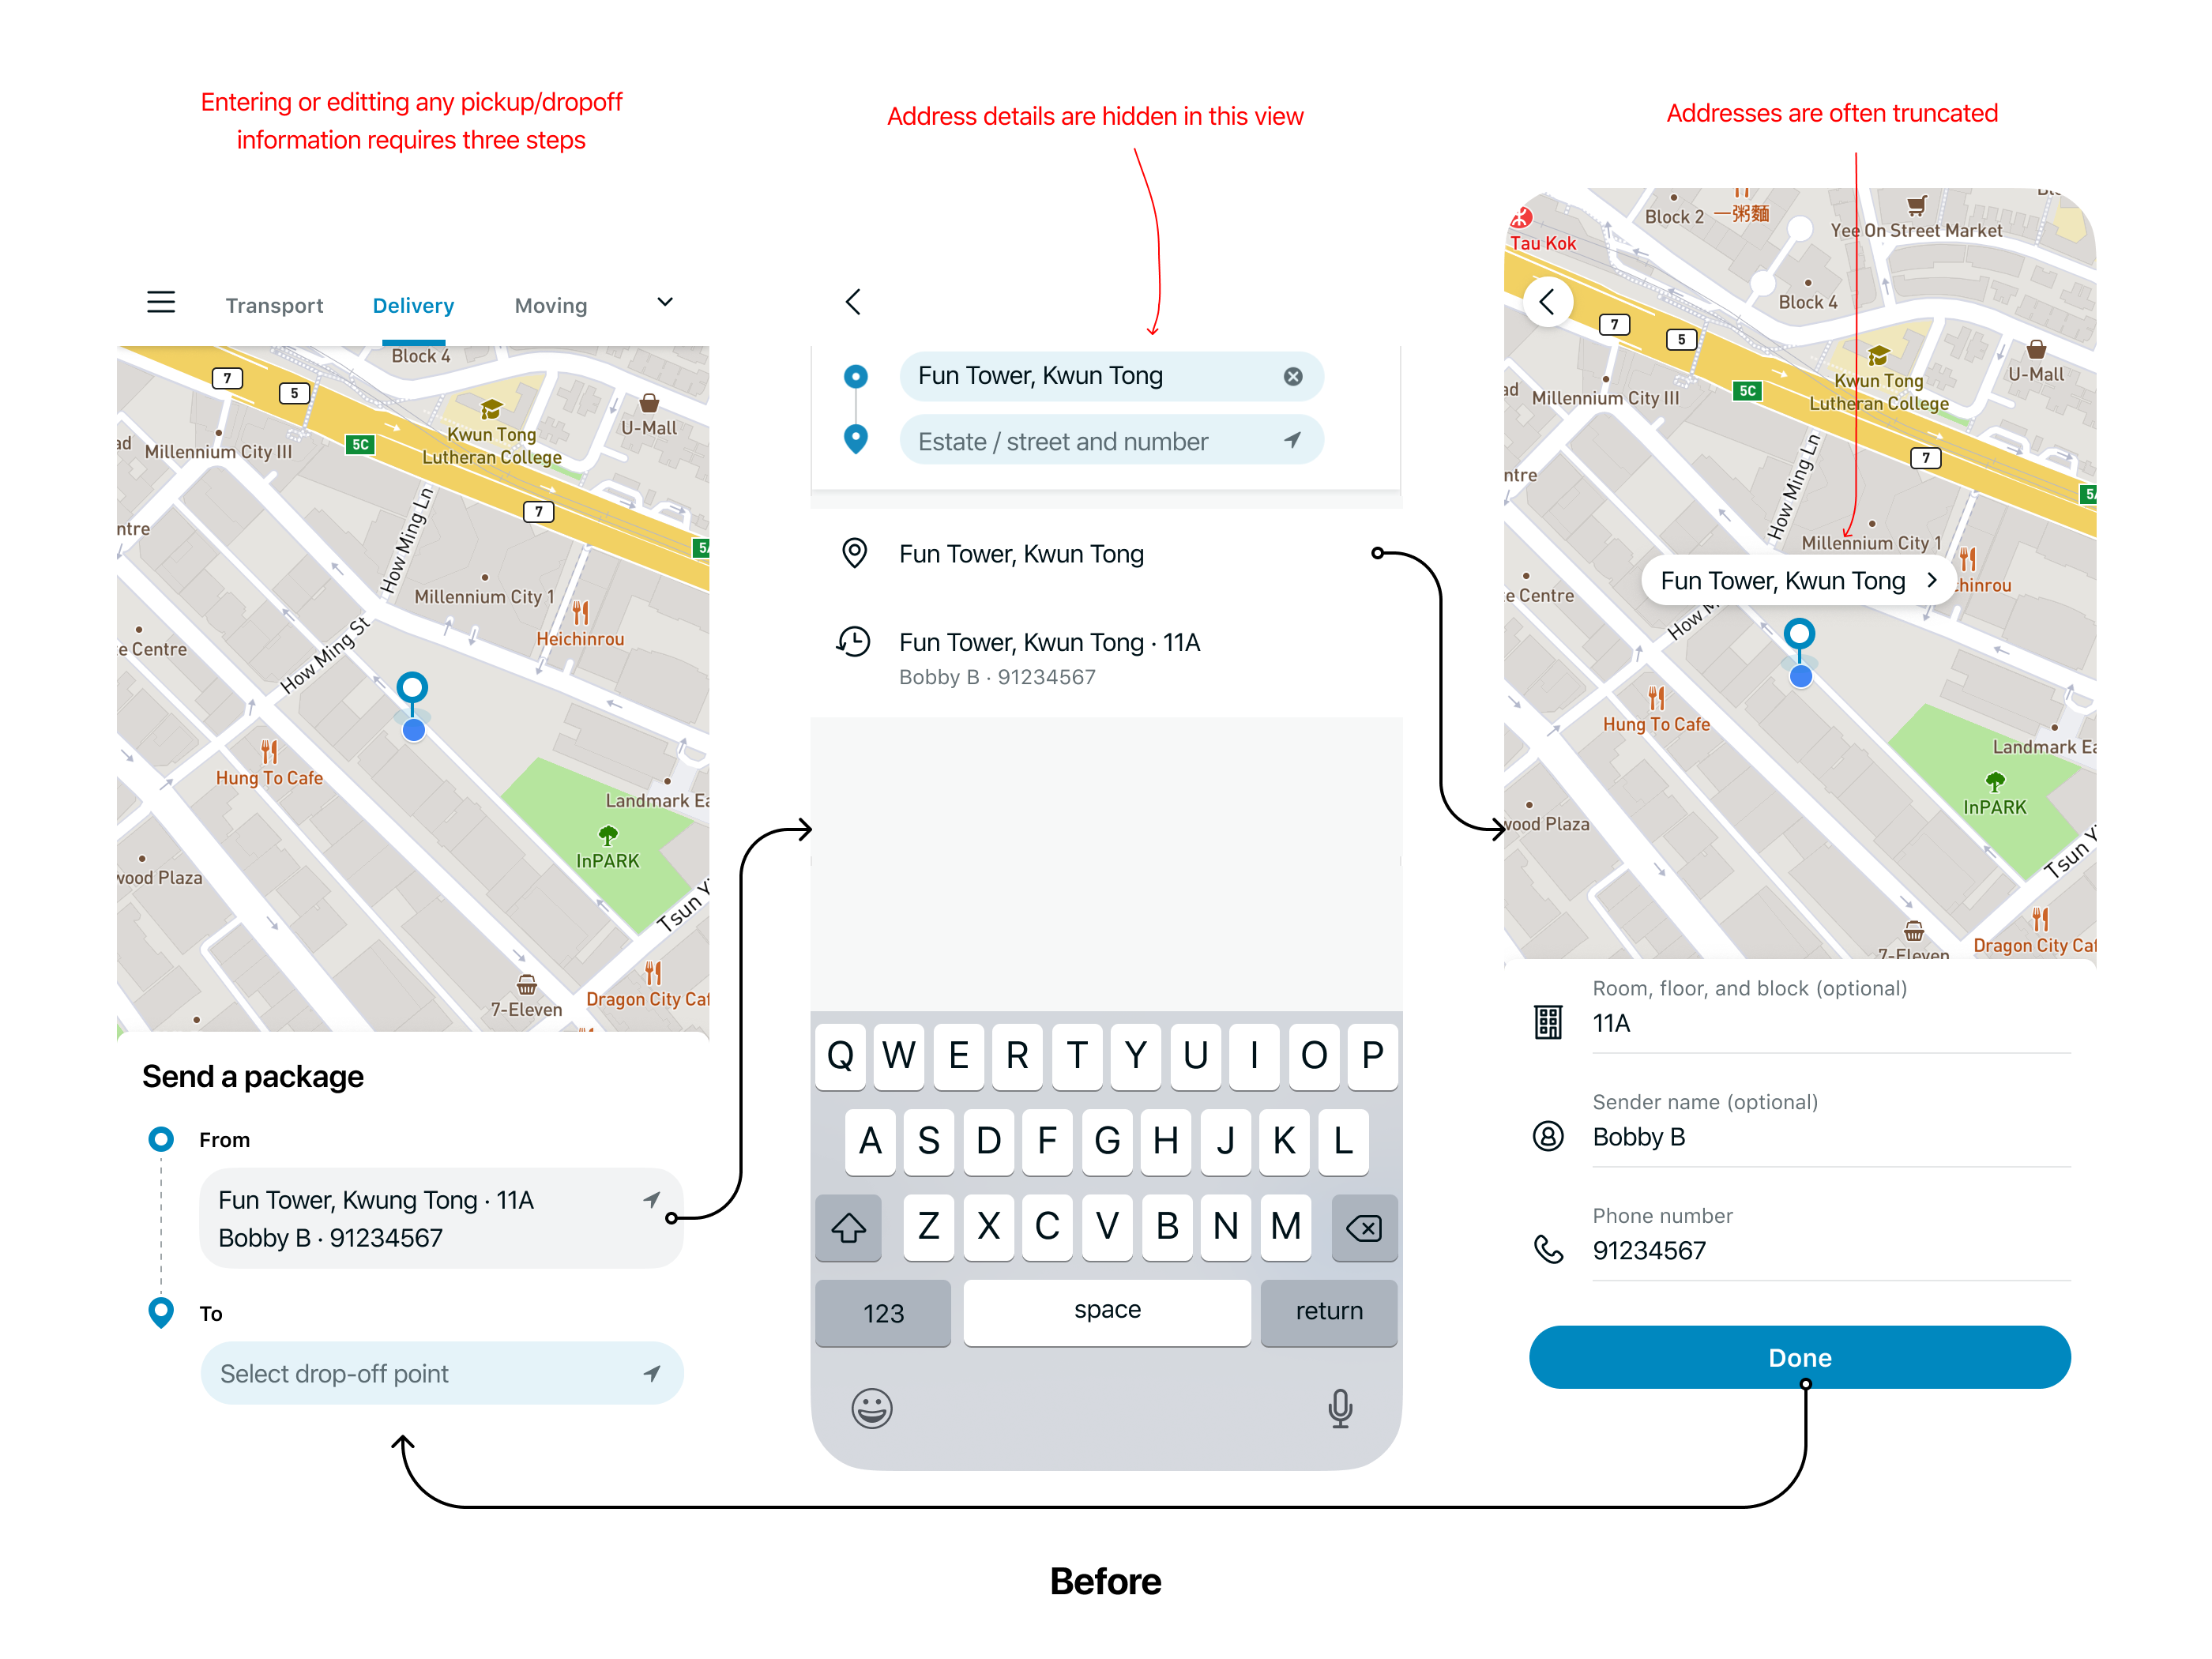 Entering or editting any pickup/dropoff
information requires three steps
Address details are hidden in this view
Addresses are often truncated
Transport
Delivery
Moving
Block 4
7
5
U-Mall
Kwun Tong
Lutheran College
5C
Millennium City III
7
ntre
How Ming Ln
Millennium City 1
Heichinrou
How Ming St
e Centre
Hung To Cafe
Landmark Ea
InPARK
wood Plaza
Tsun Yi
7-Eleven
Dragon City Caf
Send a package
From
Fun Tower, Kwung Tong · 11A
Bobby B · 91234567
To
Select drop-off point
Fun Tower, Kwun Tong
Estate / street and number
Fun Tower, Kwun Tong
Fun Tower, Kwun Tong · 11A
Bobby B · 91234567
Q W E R T Y U I O P
A S D F G H J K L
Z X C V B N M
123
space
return
Block 2
一粥麵
Yee On Street Market
Tau Kok
Block 4
7
5
U-Mall
Kwun Tong
Lutheran College
5C
Millennium City III
7
ntre
How Ming Ln
Millennium City 1
Fun Tower, Kwun Tong
chinrou
e Centre
How M
Hung To Cafe
Landmark Ea
InPARK
wood Plaza
Tsun Yi
7-Eleven
Dragon City Caf
Room, floor, and block (optional)
11A
Sender name (optional)
Bobby B
Phone number
91234567
Done
Before